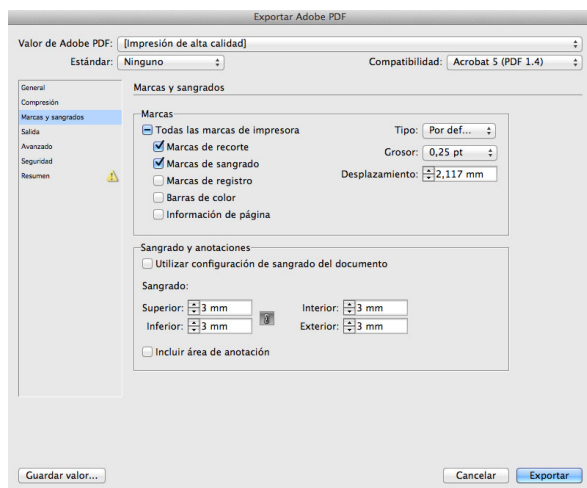 Exportar Adobe PDF
Valor de Adobe PDF: [Impresión de alta calidad]
Estándar: Ninguno Compatibilidad: Acrobat 5 (PDF 1.4)
General
Compresión
Marcas y sangrados
Salida
Avanzado
Seguridad
Resumen
Marcas y sangrados
Marcas
Todas las marcas de impresora Tipo: Por def...
Marcas de recorte Grosor: 0,25 pt
Marcas de sangrado Desplazamiento: 2,117 mm
Marcas de registro
Barras de color
Información de página
Sangrado y anotaciones
Utilizar configuración de sangrado del documento
Sangrado:
Superior: 3 mm Interior: 3 mm
Inferior: 3 mm Exterior: 3 mm
Incluir área de anotación
Guardar valor... Cancelar Exportar